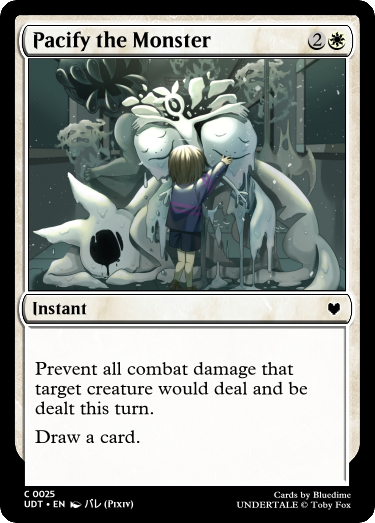 Pacify the Monster 2
Instant
Prevent all combat damage that
target creature would deal and be
dealt this turn.
Draw a card.
C 0025
UDT • EN パレ (Pixiv)
Cards by Bluedime
UNDERTALE © Toby Fox